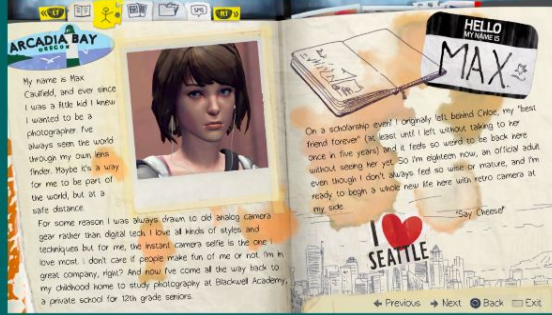 LT
SMS
RT
ARCADIA BAY
OREGON
My name is Max
Caulfield, and ever since
I was a little kid I knew
I wanted to be a
photographer. I've
always seem the world
through my own lens
finder. Maybe it's a way
for me to be part of
the world, but at a
safe distance.
For some reason I was always drawn to old analog camera
gear rather than digital tech. I love all kinds of styles and
techniques but for me, the instant camera selfie is the one I
love most. I don't care if people make fun of me or not. I'm in
great company, right? And now I've come all the way back to
my childhood home to study photography at Blackwell Academy,
a private school for 12th grade seniors.
HELLO
MY NAME IS
MAX
On a scholarship even! I originally left behind Chloe, my "best
friend forever" (at least until I left without talking to her
once in five years) and it feels so weird to be back here
without seeing her yet. So I'm eighteen now, an official adult
even though I don't always feel so wise or mature, and I'm
ready to begin a whole new life here with retro camera at
my side.
"Say Cheese!"
I
SEATTLE
Previous
Next
Back
Exit